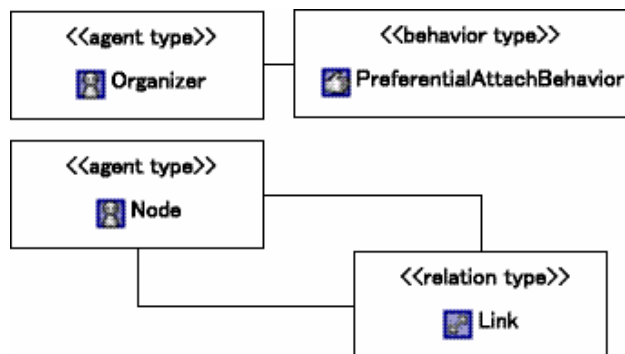 <<agent type>>
Organizer
<<behavior type>>
PreferentialAttachBehavior
<<agent type>>
Node
<<relation type>>
Link